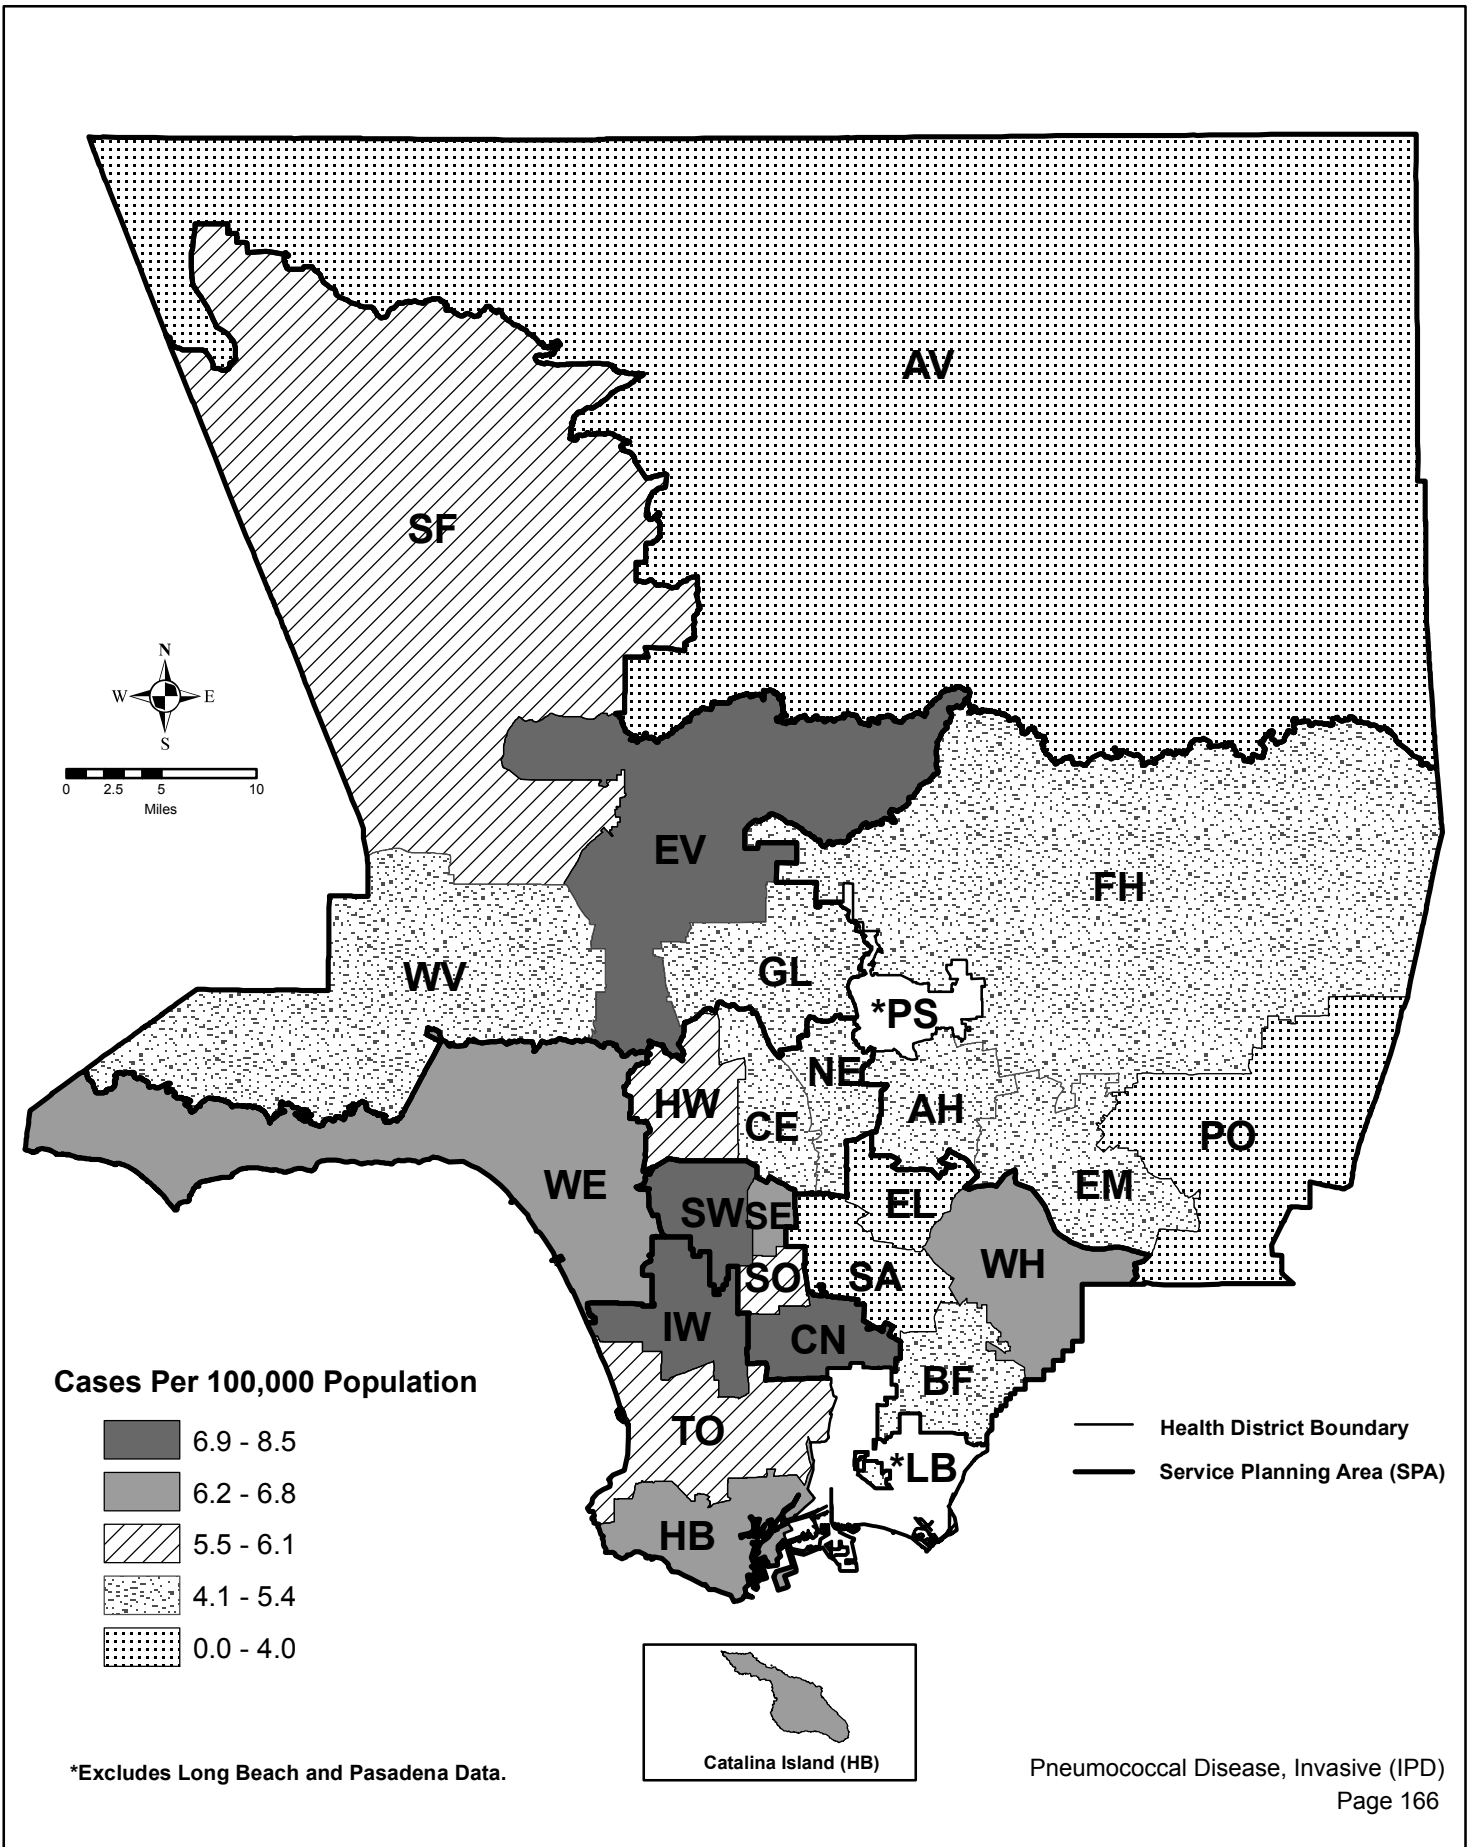 AV
SF
N
W E
S
0 2.5 5 10
Miles
EV
FH
WV
GL
*PS
NE
HW
AH
CE
PO
WE
EM
SW
SE
EL
WH
SO
SA
IW
CN
BF
TO
*LB
HB
Cases Per 100,000 Population
6.9 - 8.5
6.2 - 6.8
5.5 - 6.1
4.1 - 5.4
0.0 - 4.0
Health District Boundary
Service Planning Area (SPA)
Catalina Island (HB)
*Excludes Long Beach and Pasadena Data.
Pneumococcal Disease, Invasive (IPD)
Page 166